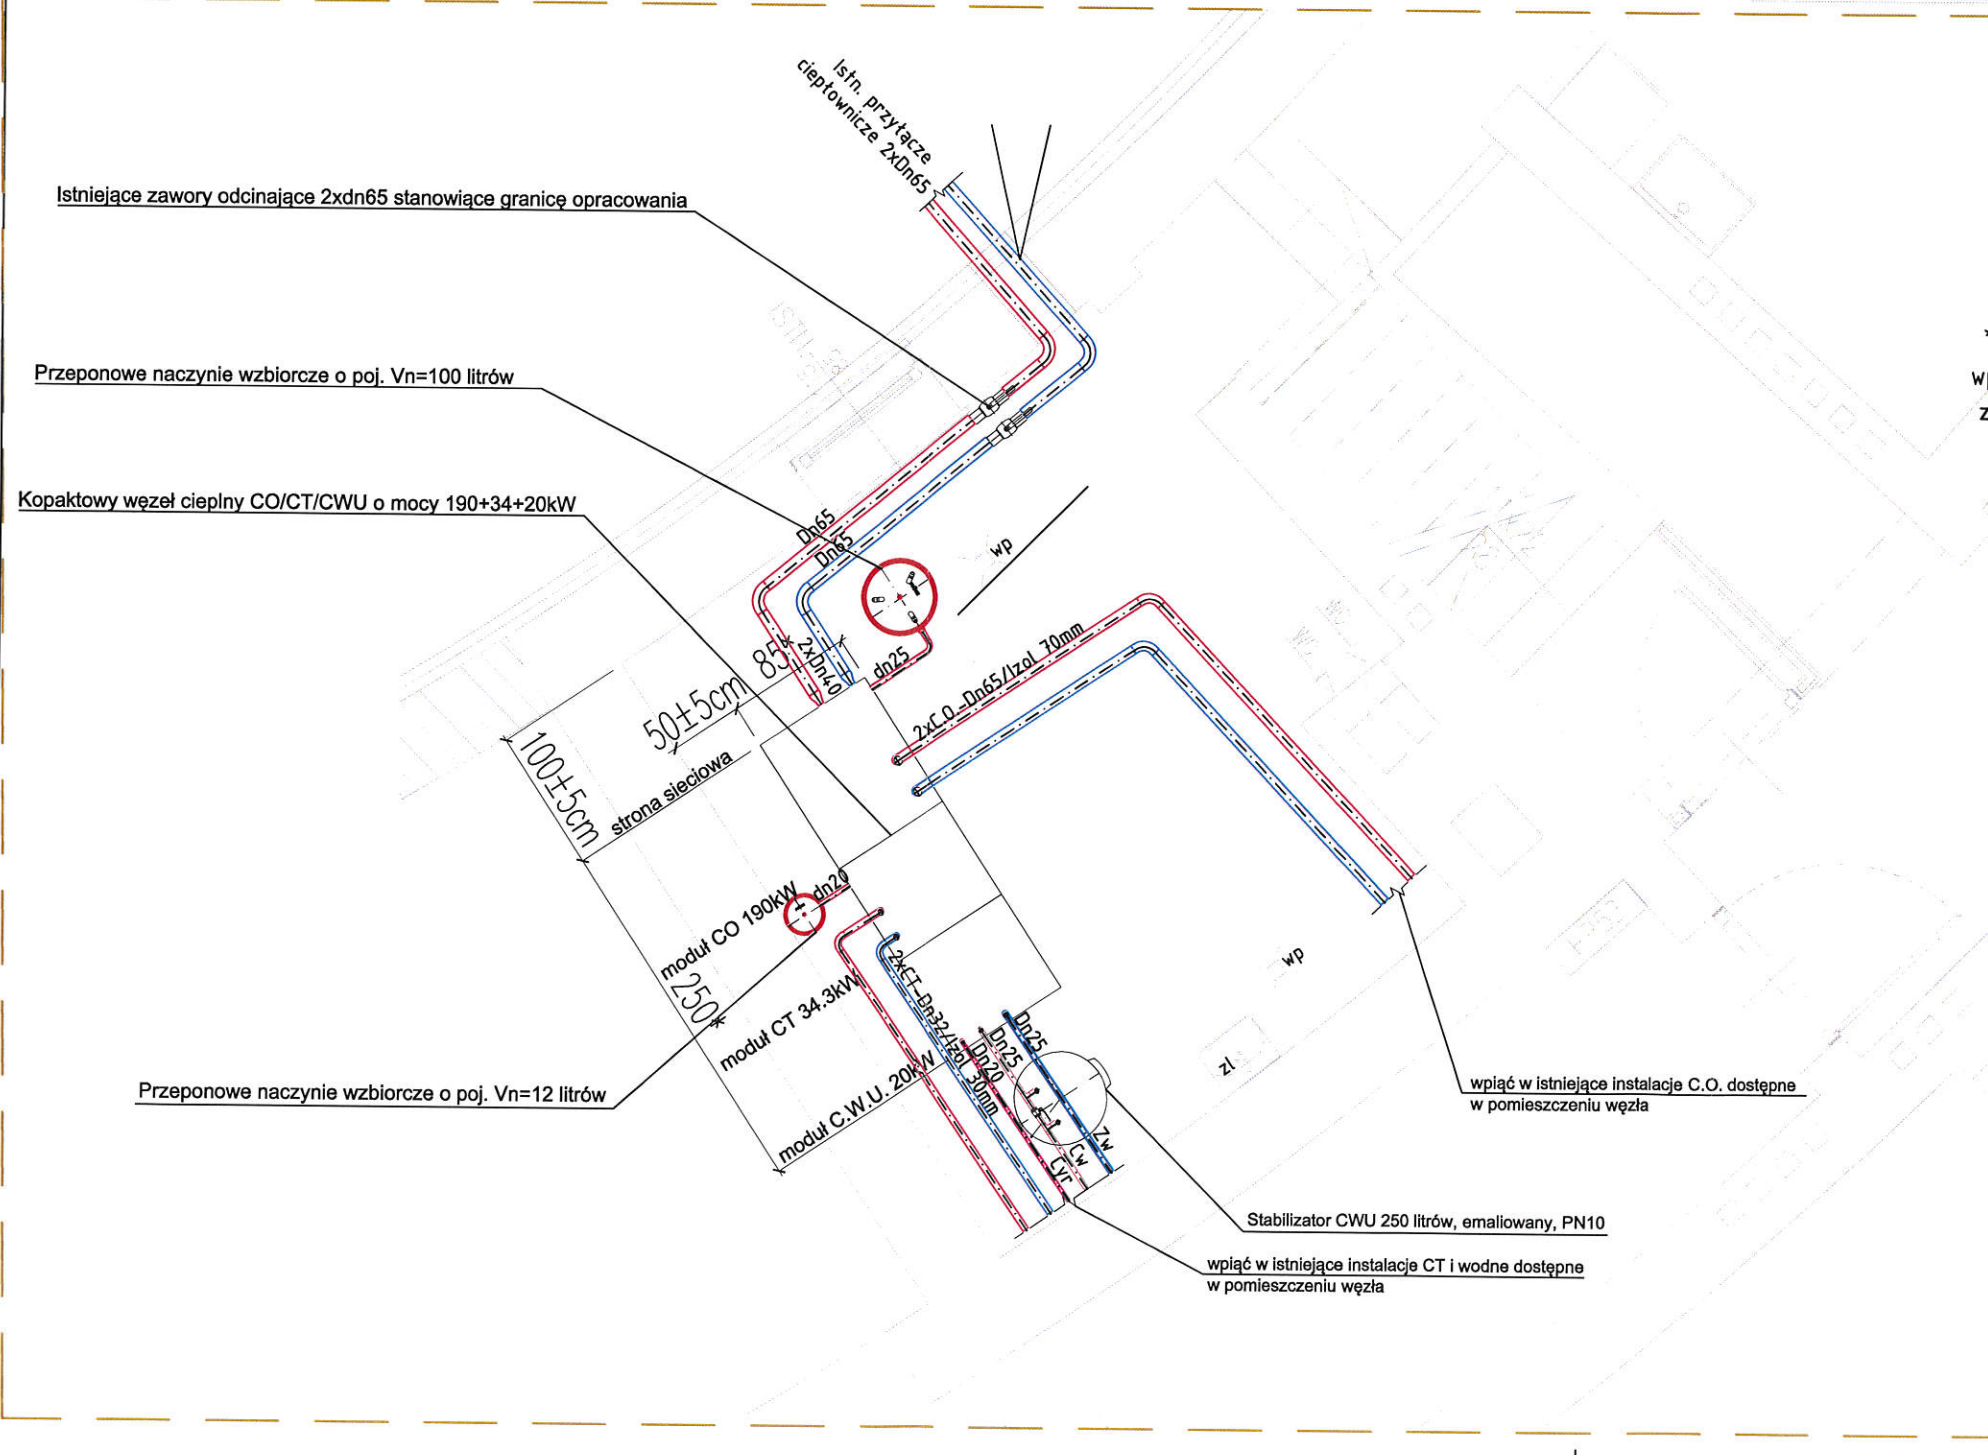 Istn. przyłącze
ciepłownicze 2xDn65
Istniejące zawory odcinające 2xdn65 stanowiące granicę opracowania
Przeponowe naczynie wzbiorcze o poj. Vn=100 litrów
Kopaktowy węzeł cieplny CO/CT/CWU o mocy 190+34+20kW
Dn65
Dn65
wp
85*
2xDn40
dn25
50±5cm
100±5cm
strona sieciowa
2xC.O-Dn65/Izol 70mm
dn20
moduł CO 190kW
250*
moduł CT 34.3kW
2xCT-Dn32/Izol 30mm
moduł C.W.U. 20kW
Dn20
Dn25
Dn25
Cyr
Cw
Zw
wp
zl
Przeponowe naczynie wzbiorcze o poj. Vn=12 litrów
wpiąć w istniejące instalacje C.O. dostępne
w pomieszczeniu węzła
Stabilizator CWU 250 litrów, emaliowany, PN10
wpiąć w istniejące instalacje CT i wodne dostępne
w pomieszczeniu węzła